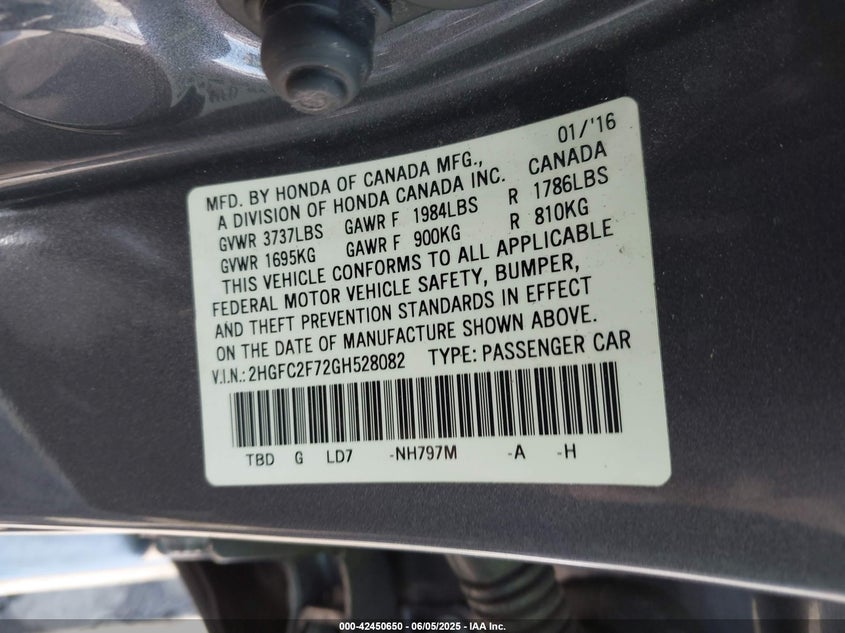 01/'16
MFD. BY HONDA OF CANADA MFG., CANADA
A DIVISION OF HONDA CANADA INC.
GVWR 3737LBS GAWR F 1984LBS R 1786LBS
GVWR 1695KG GAWR F 900KG R 810KG
THIS VEHICLE CONFORMS TO ALL APPLICABLE
FEDERAL MOTOR VEHICLE SAFETY, BUMPER,
AND THEFT PREVENTION STANDARDS IN EFFECT
ON THE DATE OF MANUFACTURE SHOWN ABOVE.
V.I.N.: 2HGFC2F72GH528082 TYPE: PASSENGER CAR
TBD G LD7 -NH797M -A -H
000-42450650 - 06/05/2025 - IAA Inc.